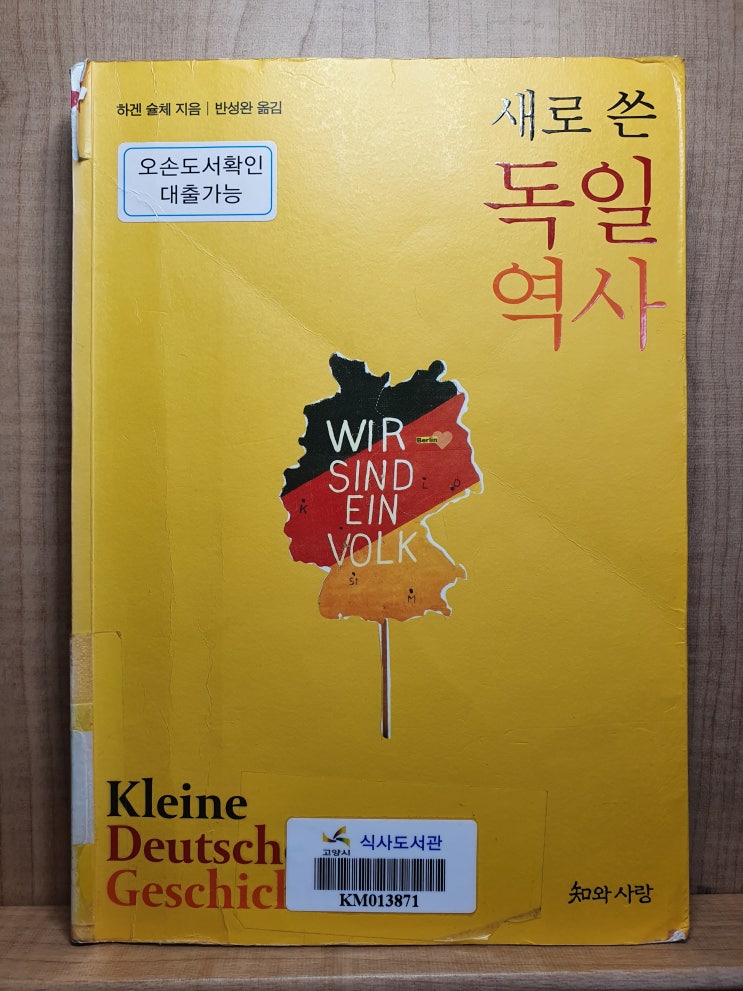 하겐 슐체 지음 | 반성완 옮김
오손도서확인
대출가능
새로 쓴
독일
역사
WIR
Berlin
SIND
EIN
VOLK
K
L
D
SI
M
Kleine
Deutsche
Geschich
고양시
식사도서관
KM013871
知와 사랑